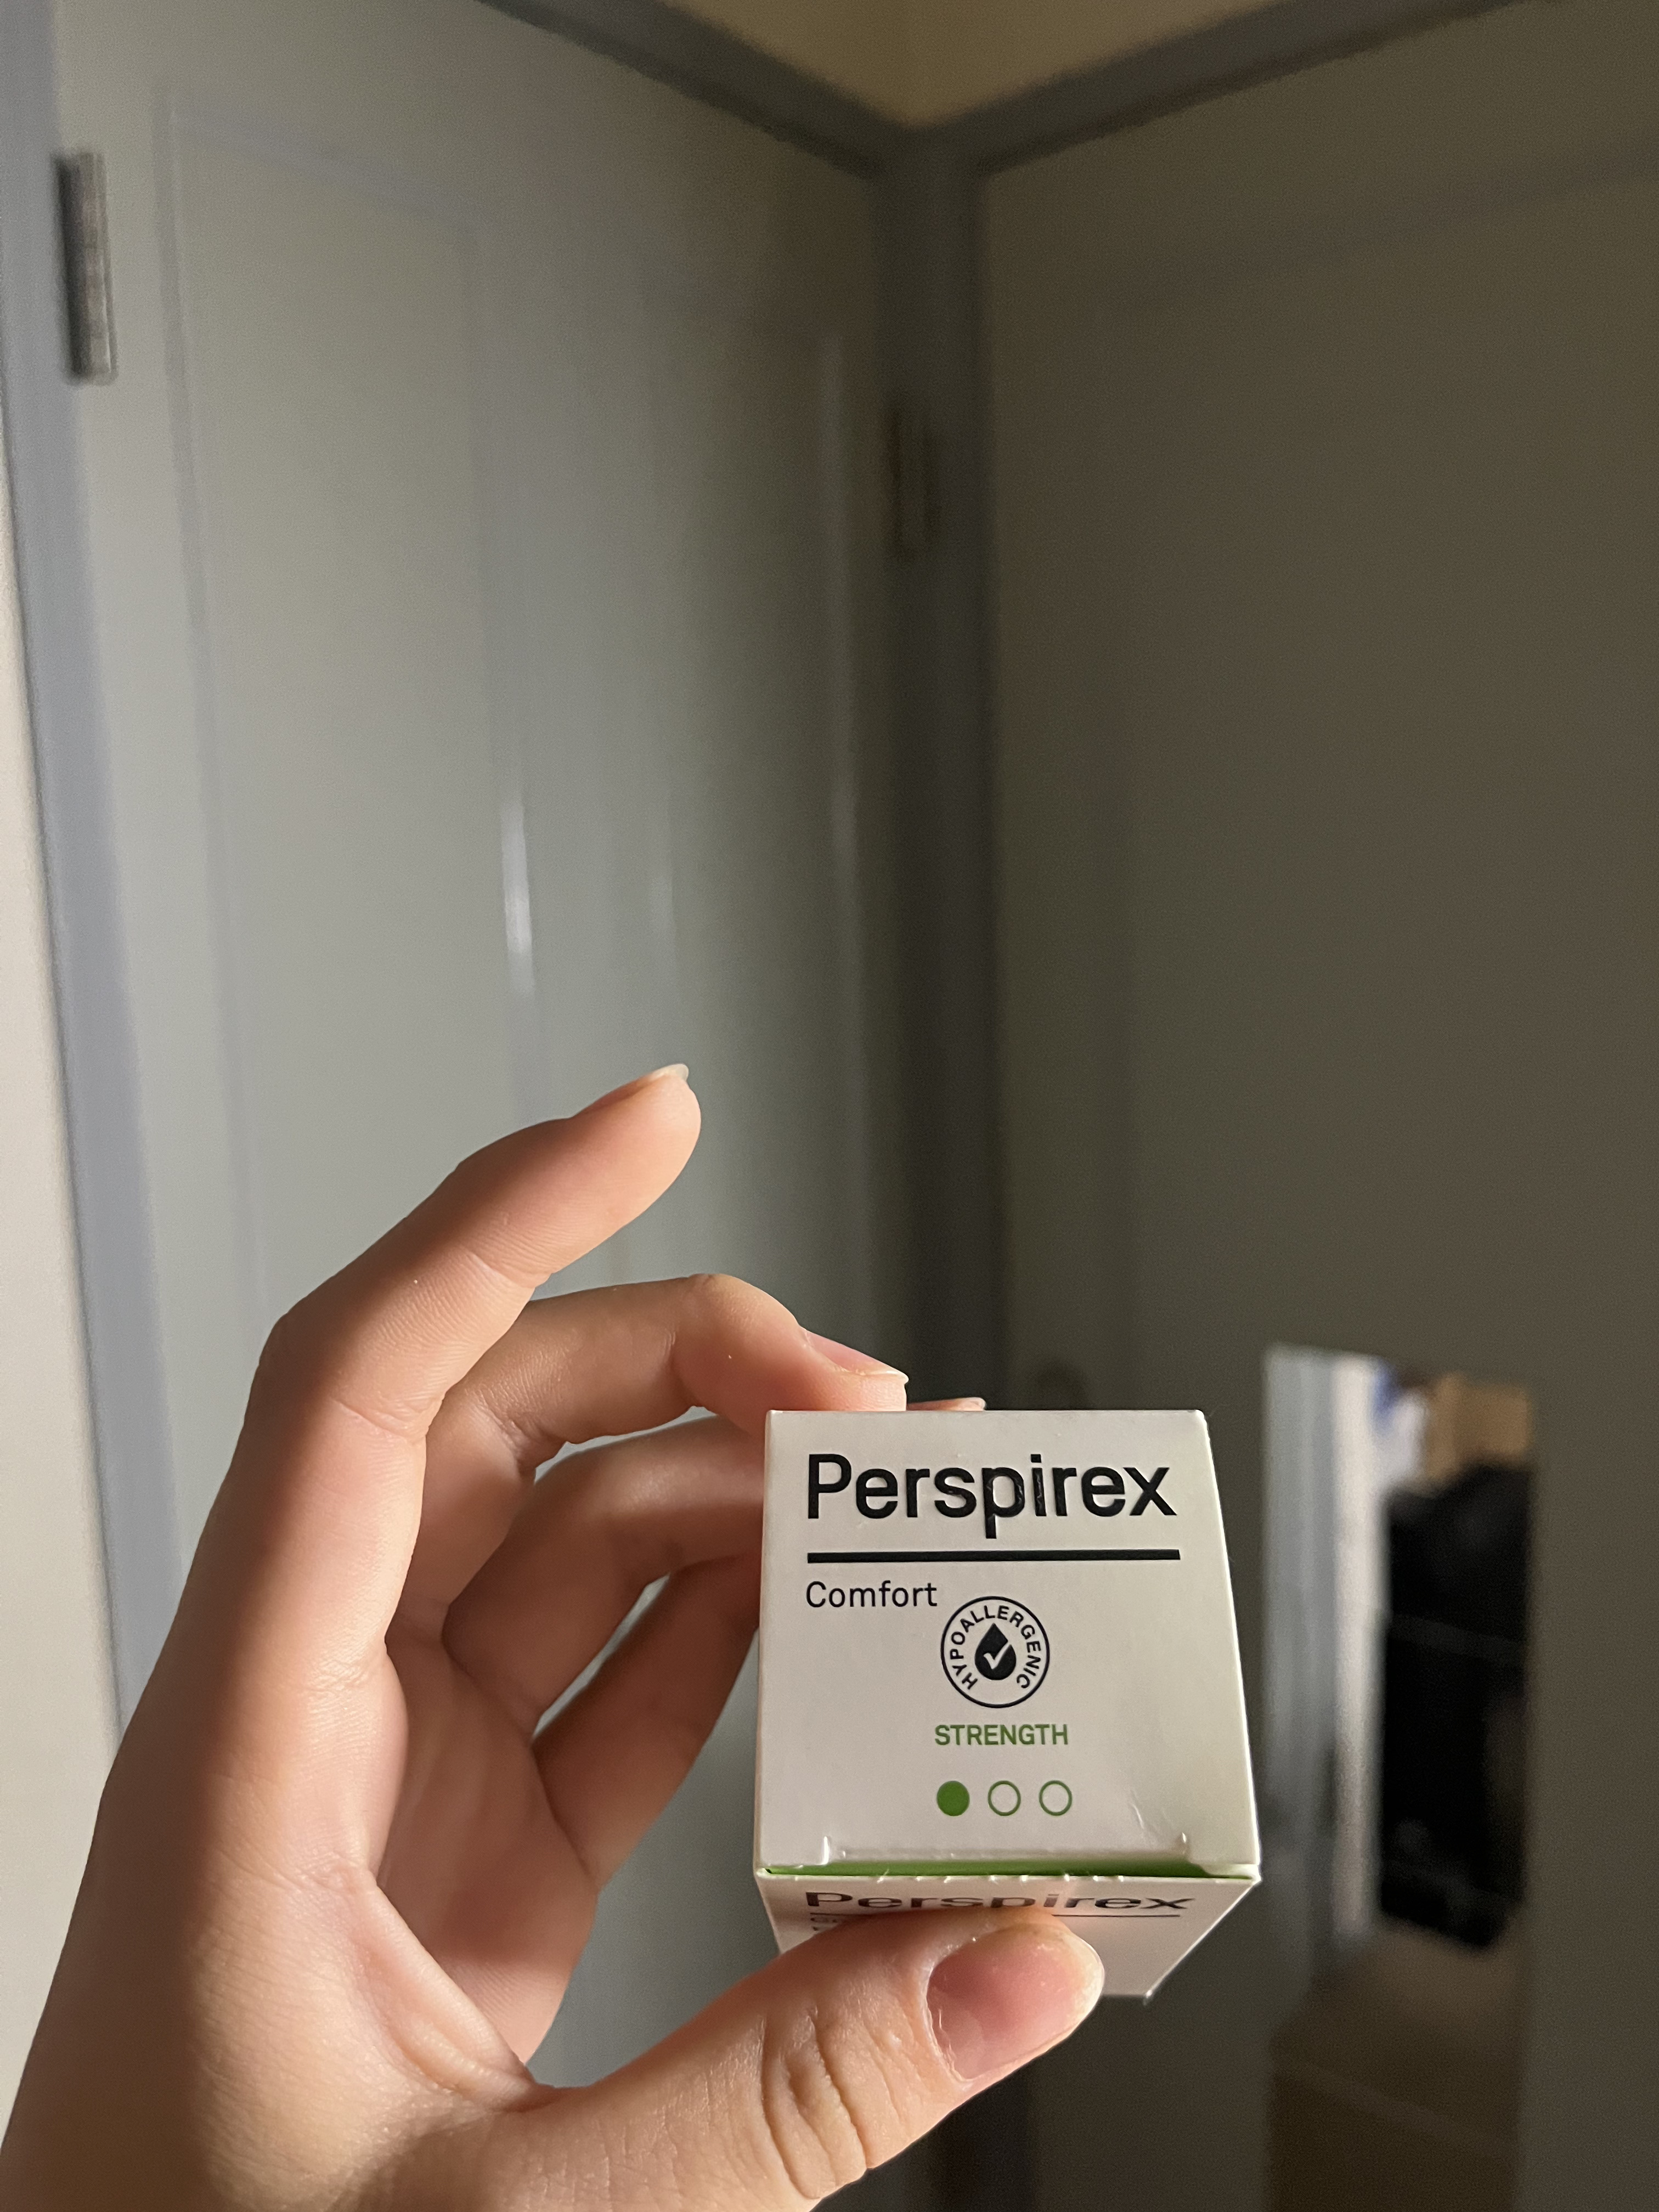 Perspirex
Comfort
HYPOALLERGENIC
STRENGTH
Perspirex